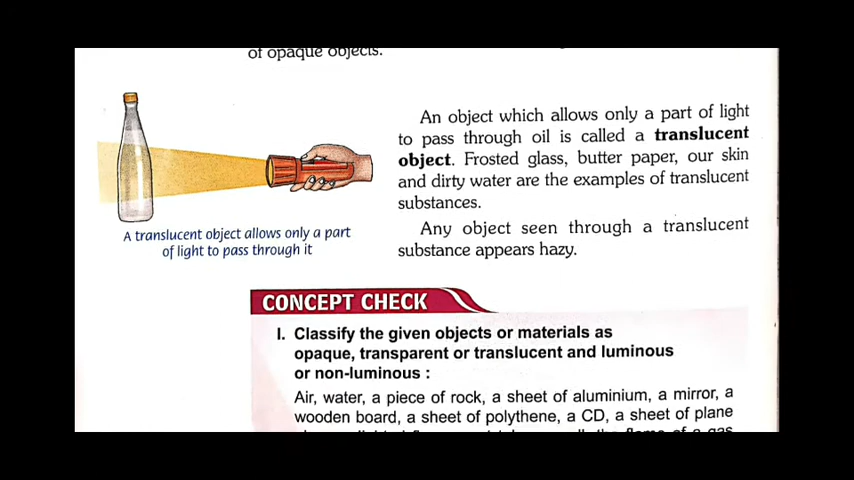 of opaque objects.
An object which allows only a part of light
to pass through oil is called a translucent
object. Frosted glass, butter paper, our skin
and dirty water are the examples of translucent
substances.
Any object seen through a translucent
substance appears hazy.
A translucent object allows only a part
of light to pass through it
CONCEPT CHECK
I. Classify the given objects or materials as
opaque, transparent or translucent and luminous
or non-luminous :
Air, water, a piece of rock, a sheet of aluminium, a mirror, a
wooden board, a sheet of polythene, a CD, a sheet of plane